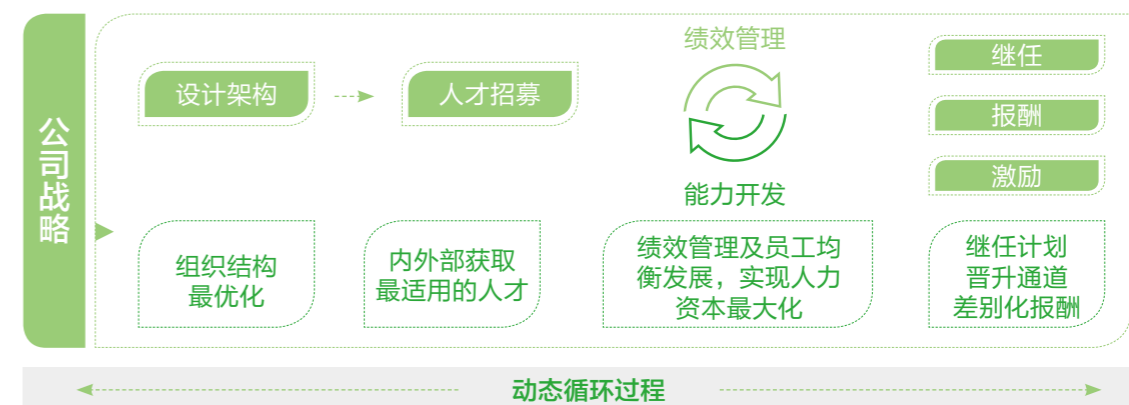 公司战略
设计架构
人才招募
绩效管理
能力开发
继任
报酬
激励
组织结构
最优化
内外部获取
最适用的人才
绩效管理及员工均
衡发展，实现人力
资本最大化
继任计划
晋升通道
差别化报酬
动态循环过程